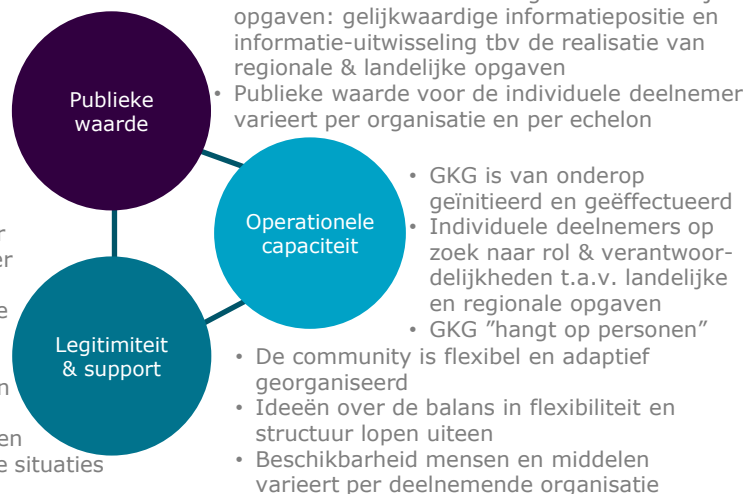 opgaven: gelijkwaardige informatiepositie en
informatie-uitwisseling tbv de realisatie van
regionale & landelijke opgaven
• Publieke waarde voor de individuele deelnemer
varieert per organisatie en per echelon
Publieke
waarde
• GKG is van onderop
geïnitieerd en geëffectueerd
• Individuele deelnemers op
zoek naar rol & verantwoor-
delijkheden t.a.v. landelijke
en regionale opgaven
• GKG ”hangt op personen”
Operationele
capaciteit
• De community is flexibel en adaptief
georganiseerd
• Ideeën over de balans in flexibiliteit en
structuur lopen uiteen
• Beschikbaarheid mensen en middelen
varieert per deelnemende organisatie
Legitimiteit
& support
situaties